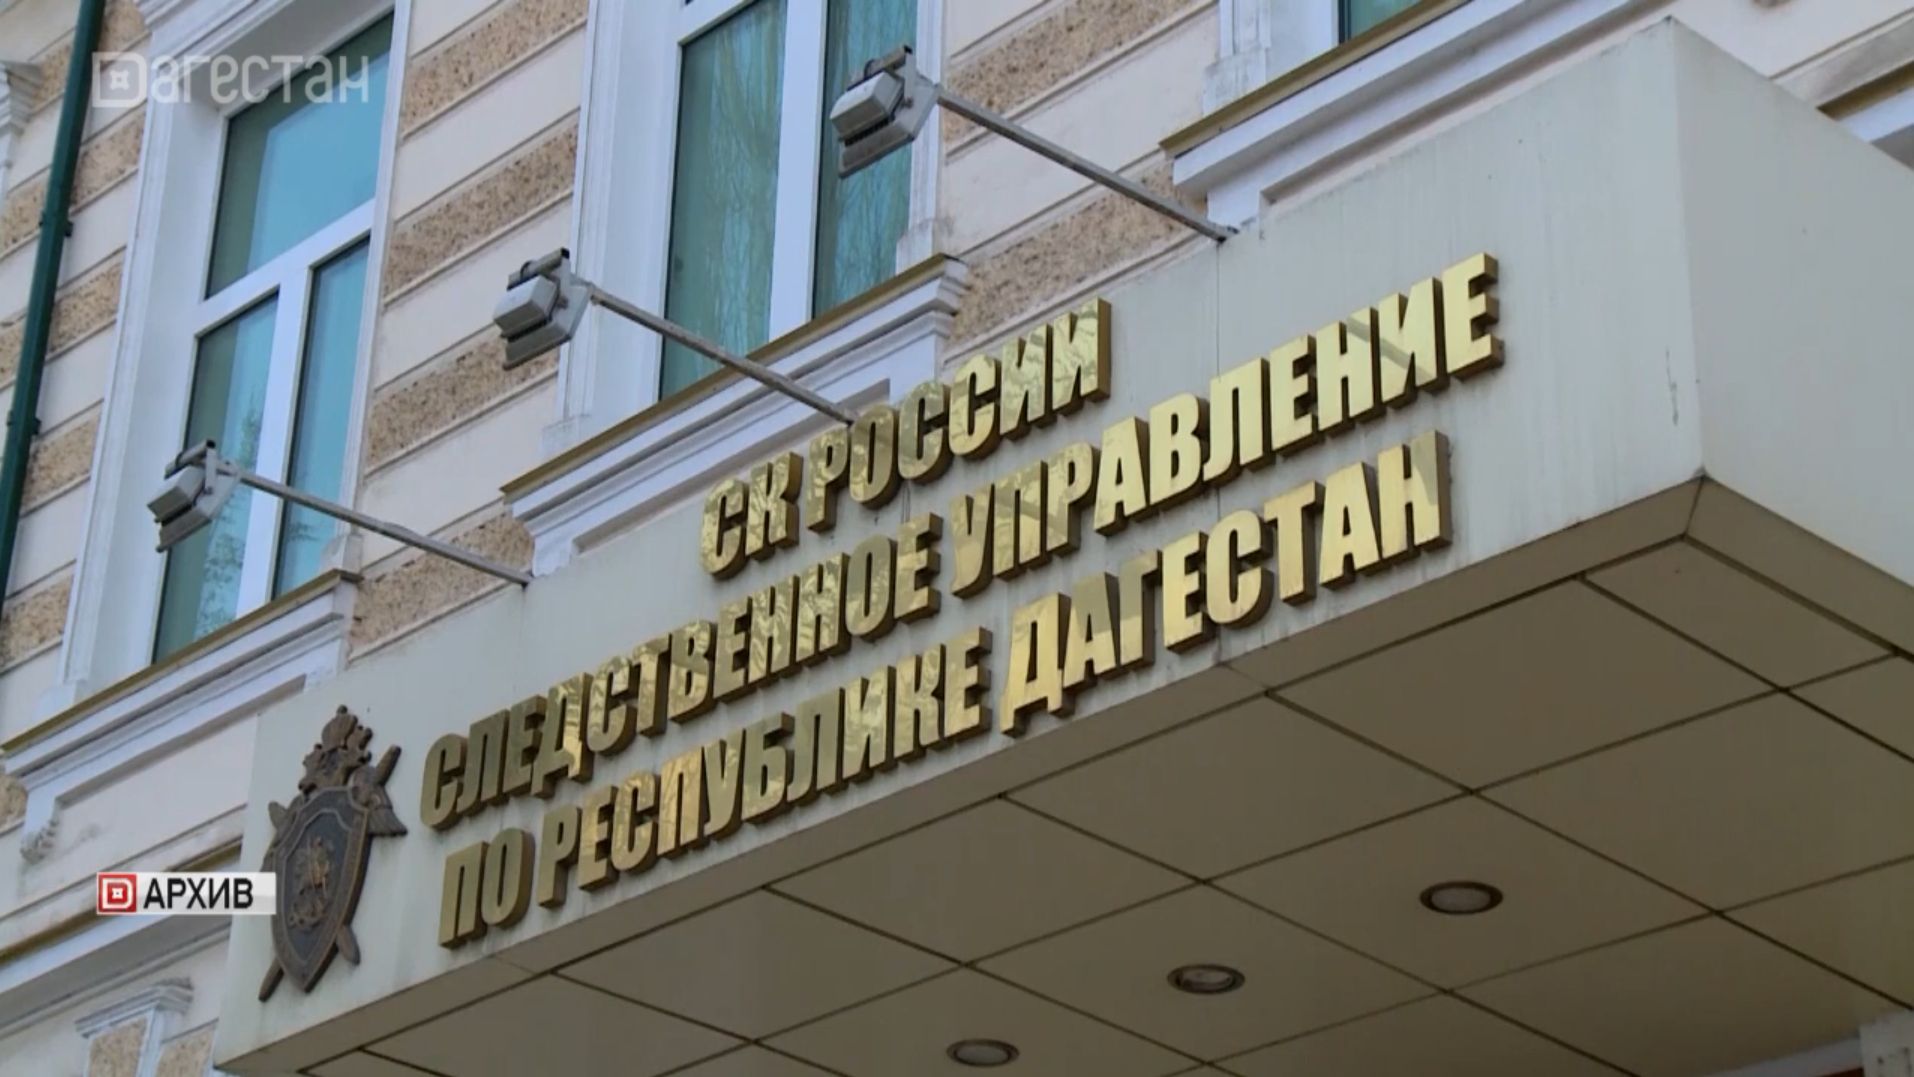 Дагестан
СК РОССИИ
СЛЕДСТВЕННОЕ УПРАВЛЕНИЕ
ПО РЕСПУБЛИКЕ ДАГЕСТАН
АРХИВ